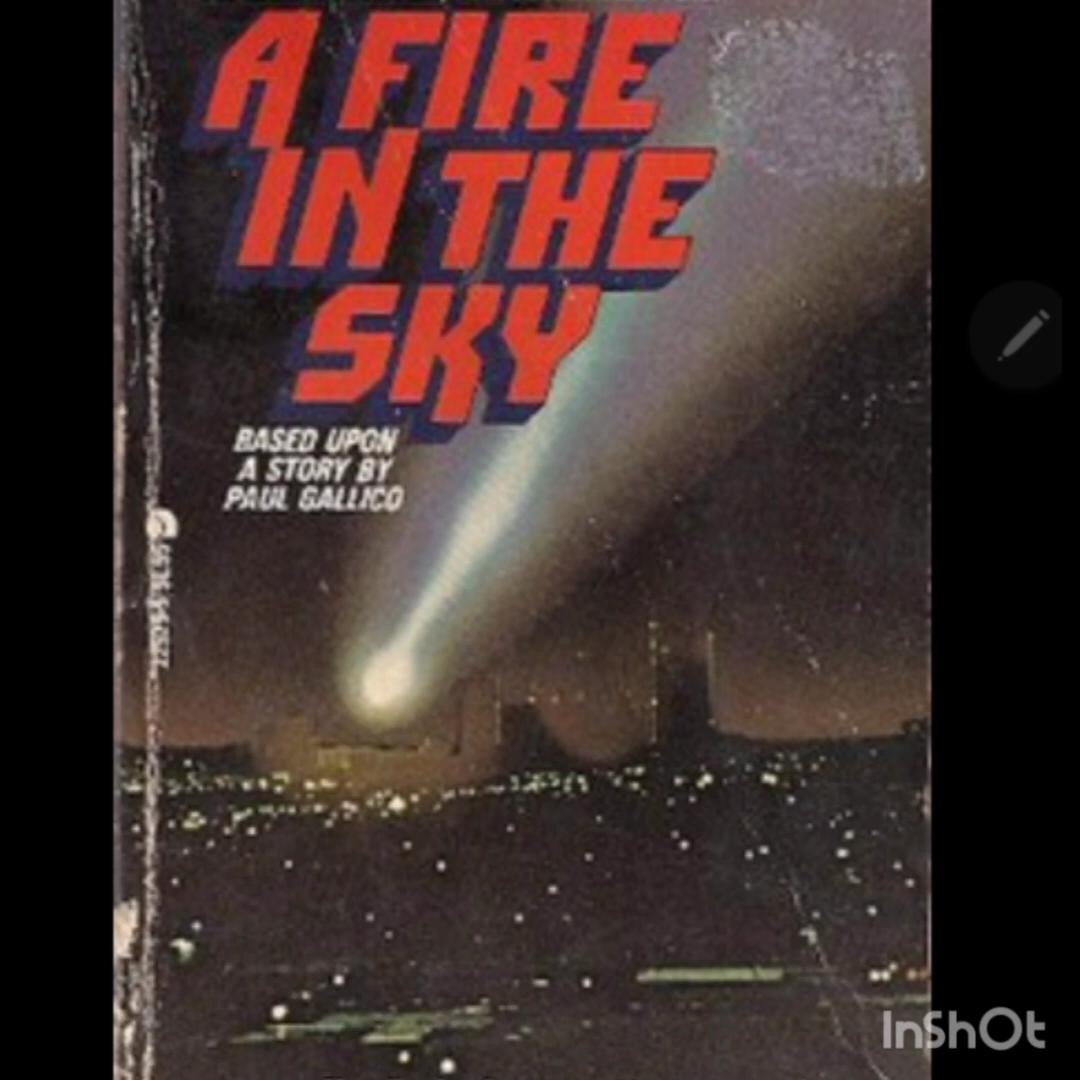 A FIRE
IN THE
SKY
BASED UPON
A STORY BY
PAUL GALLICO
InShOt